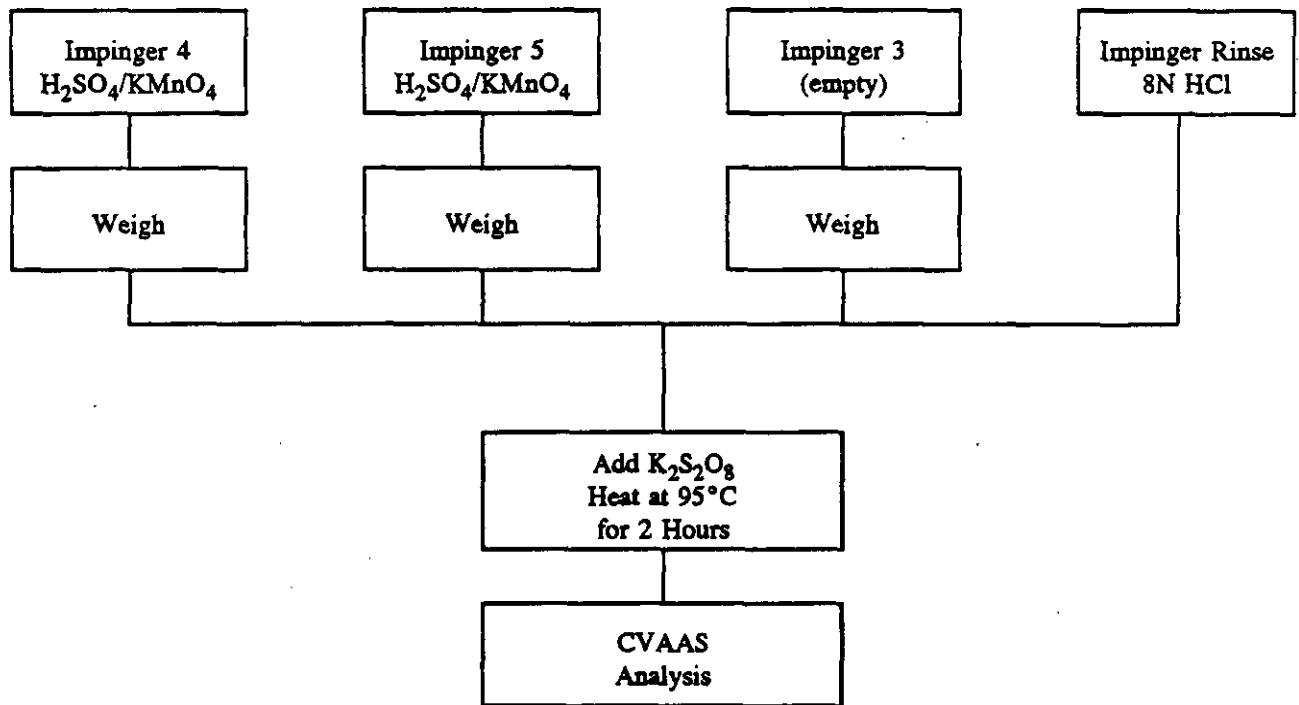 Impinger 4
H₂SO₄/KMnO₄
Impinger 5
H₂SO₄/KMnO₄
Impinger 3
(empty)
Impinger Rinse
8N HCl
Weigh
Weigh
Weigh
Add K₂S₂O₈
Heat at 95°C
for 2 Hours
CVAAS
Analysis